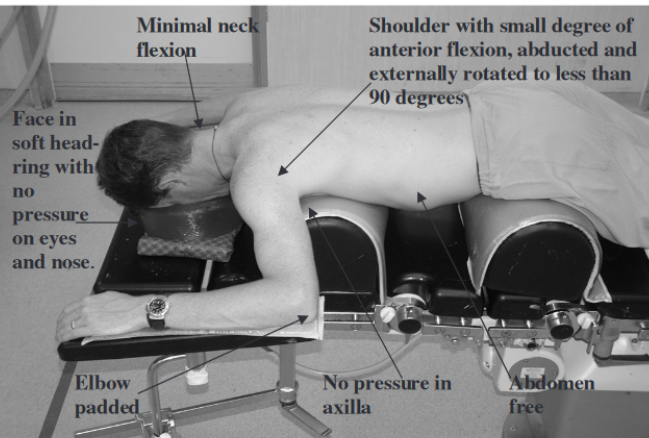 Minimal neck
flexion
Shoulder with small degree of
anterior flexion, abducted and
externally rotated to less than
90 degrees
Face in
soft head-
ring with
no
pressure
on eyes
and nose.
Elbow
padded
No pressure in
axilla
Abdomen
free